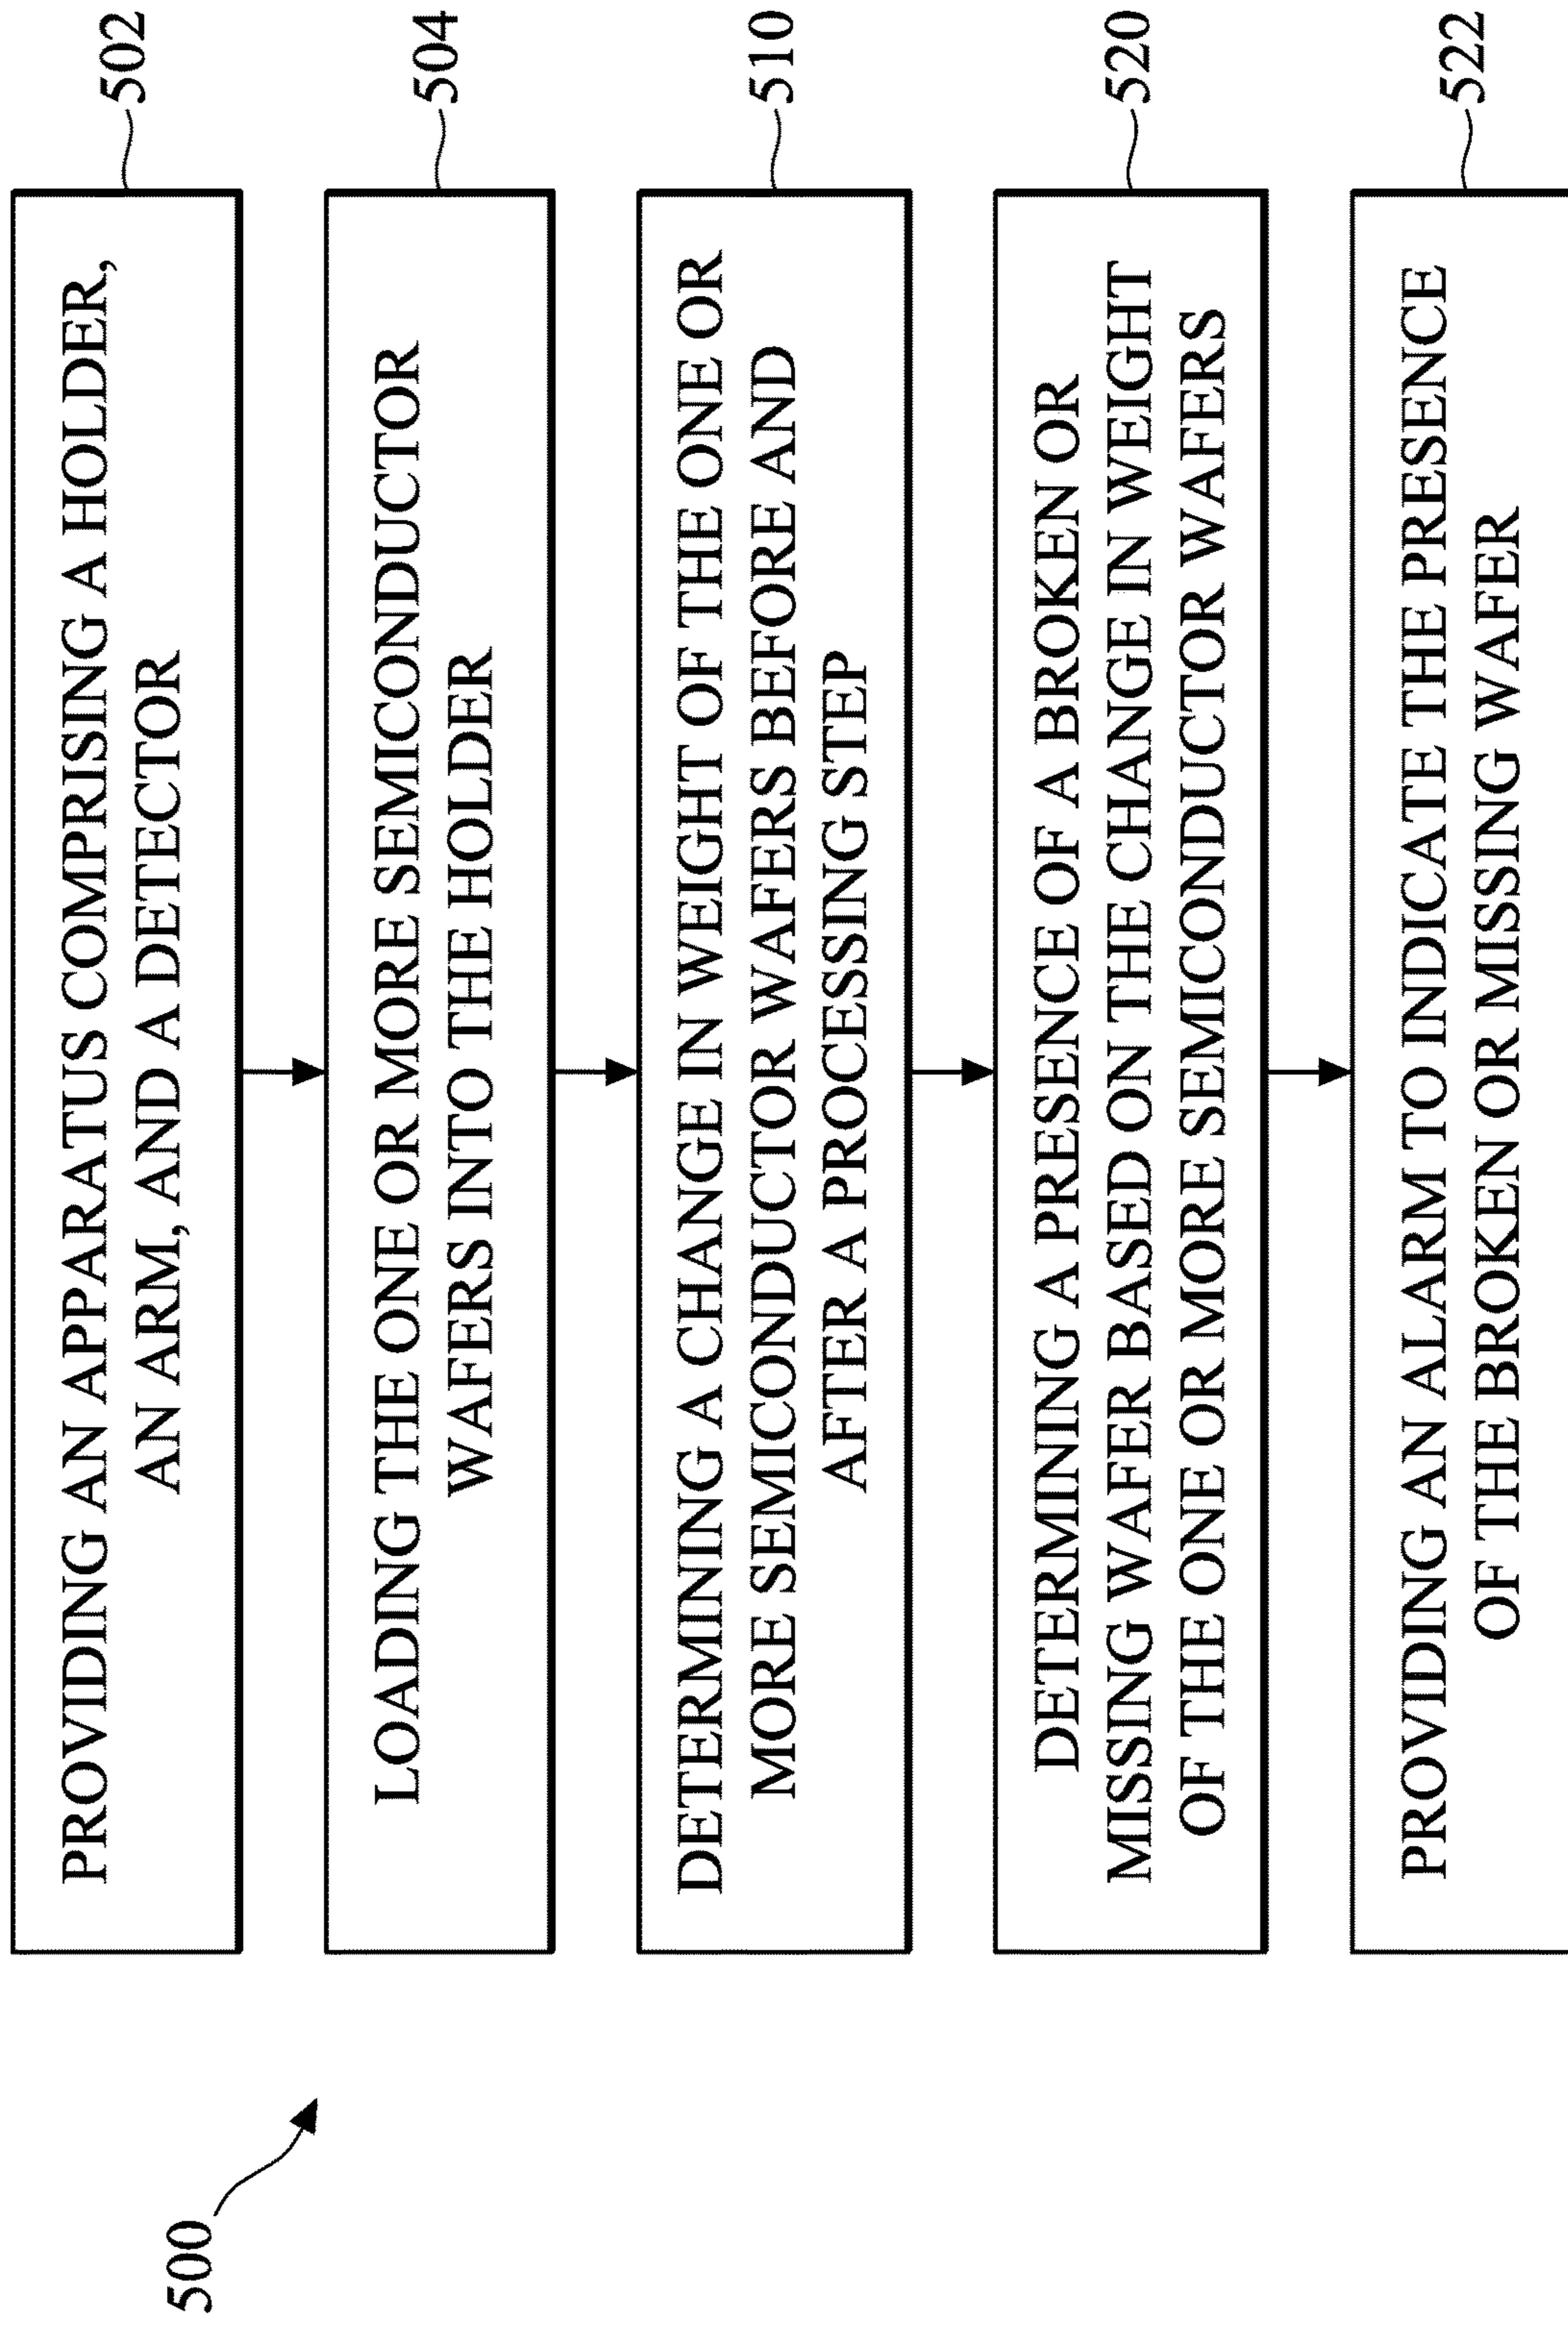 500
PROVIDING AN APPARATUS COMPRISING A HOLDER,
AN ARM, AND A DETECTOR
502
LOADING THE ONE OR MORE SEMICONDUCTOR
WAFERS INTO THE HOLDER
504
DETERMINING A CHANGE IN WEIGHT OF THE ONE OR
MORE SEMICONDUCTOR WAFERS BEFORE AND
AFTER A PROCESSING STEP
510
DETERMINING A PRESENCE OF A BROKEN OR
MISSING WAFER BASED ON THE CHANGE IN WEIGHT
OF THE ONE OR MORE SEMICONDUCTOR WAFERS
520
PROVIDING AN ALARM TO INDICATE THE PRESENCE
OF THE BROKEN OR MISSING WAFER
522